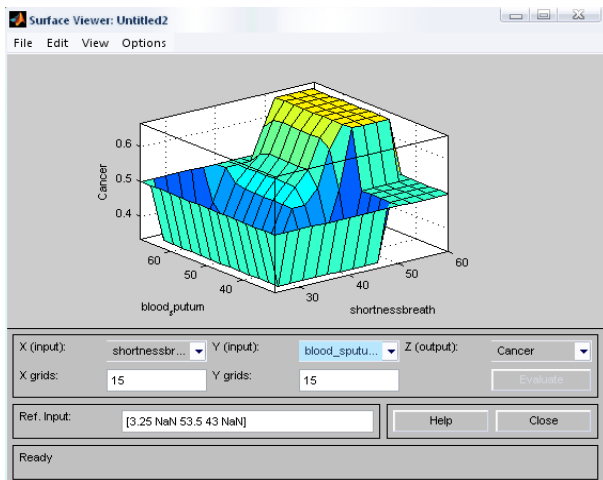 Surface Viewer: Untitled2
File Edit View Options
0.6
0.5
0.4
Cancer
60
50
40
blood_sputum
30
40
50
60
shortnessbreath
X (input): shortnessbr... Y (input): blood_sputu... Z (output): Cancer
X grids: 15 Y grids: 15 Evaluate
Ref. Input: [3.25 NaN 53.5 43 NaN] Help Close
Ready